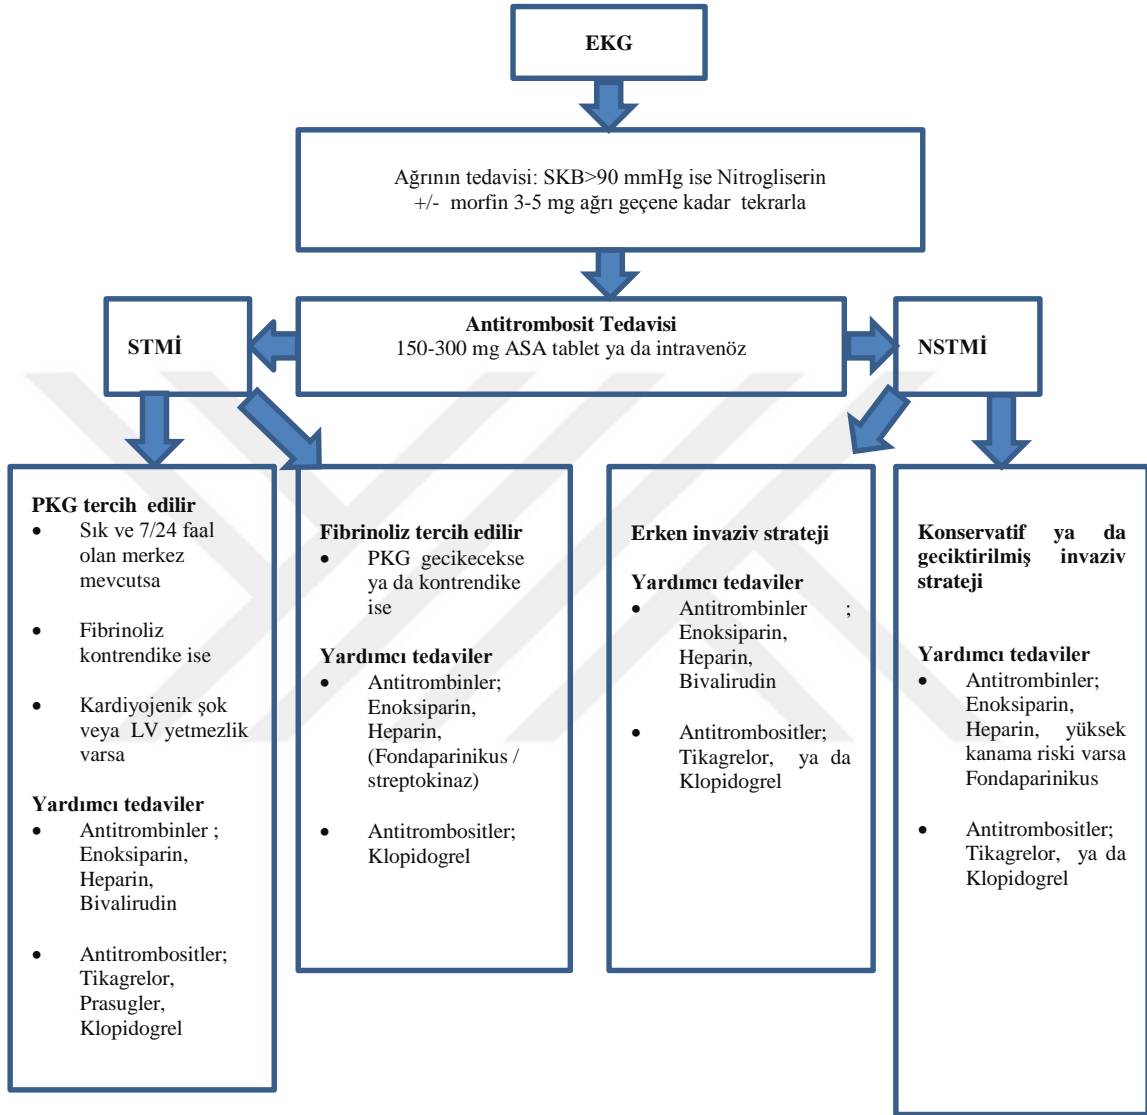 EKG
Ağrının tedavisi: SKB>90 mmHg ise Nitrogliserin
+/- morfin 3-5 mg ağrı geçene kadar tekrarla
Antitrombosit Tedavisi
150-300 mg ASA tablet ya da intravenöz
STMİ
NSTMİ
PKG tercih edilir
• Sık ve 7/24 faal
olan merkez
mevcutsa
• Fibrinoliz
kontrendike ise
• Kardiyojenik şok
veya LV yetmezlik
varsa
Yardımcı tedaviler
• Antitrombinler ;
Enoksiparin,
Heparin,
Bivalirudin
• Antitrombositler;
Tikagrelor,
Prasugler,
Klopidogrel
Fibrinoliz tercih edilir
• PKG gecikecekse
ya da kontrendike
ise
Yardımcı tedaviler
• Antitrombinler;
Enoksiparin,
Heparin,
(Fondaparinikus /
streptokinaz)
• Antitrombositler;
Klopidogrel
Erken invaziv strateji
Yardımcı tedaviler
• Antitrombinler ;
Enoksiparin,
Heparin,
Bivalirudin
• Antitrombositler;
Tikagrelor, ya da
Klopidogrel
Konservatif ya da
geciktirilmiş invaziv
strateji
Yardımcı tedaviler
• Antitrombinler;
Enoksiparin,
Heparin, yüksek
kanama riski varsa
Fondaparinikus
• Antitrombositler;
Tikagrelor, ya da
Klopidogrel